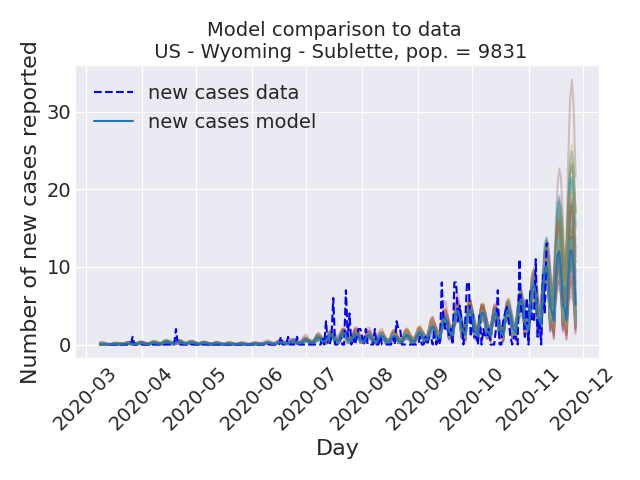 Model comparison to data
US - Wyoming - Sublette, pop. = 9831
Number of new cases reported
new cases data
new cases model
30
20
10
0
2020-03
2020-04
2020-05
2020-06
2020-07
2020-08
2020-09
2020-10
2020-11
2020-12
Day